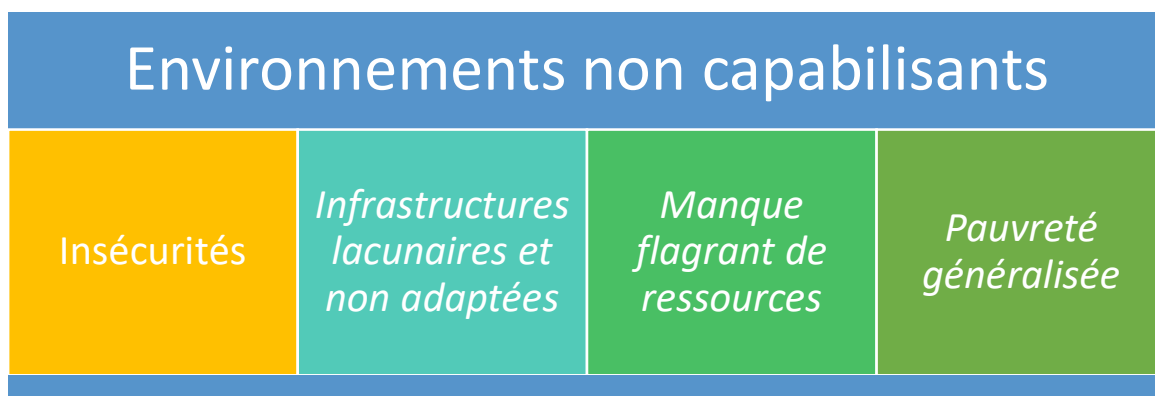 Environnements non capabilisants
Insécurités
Infrastructures
lacunaires et
non adaptées
Manque
flagrant de
ressources
Pauvreté
généralisée